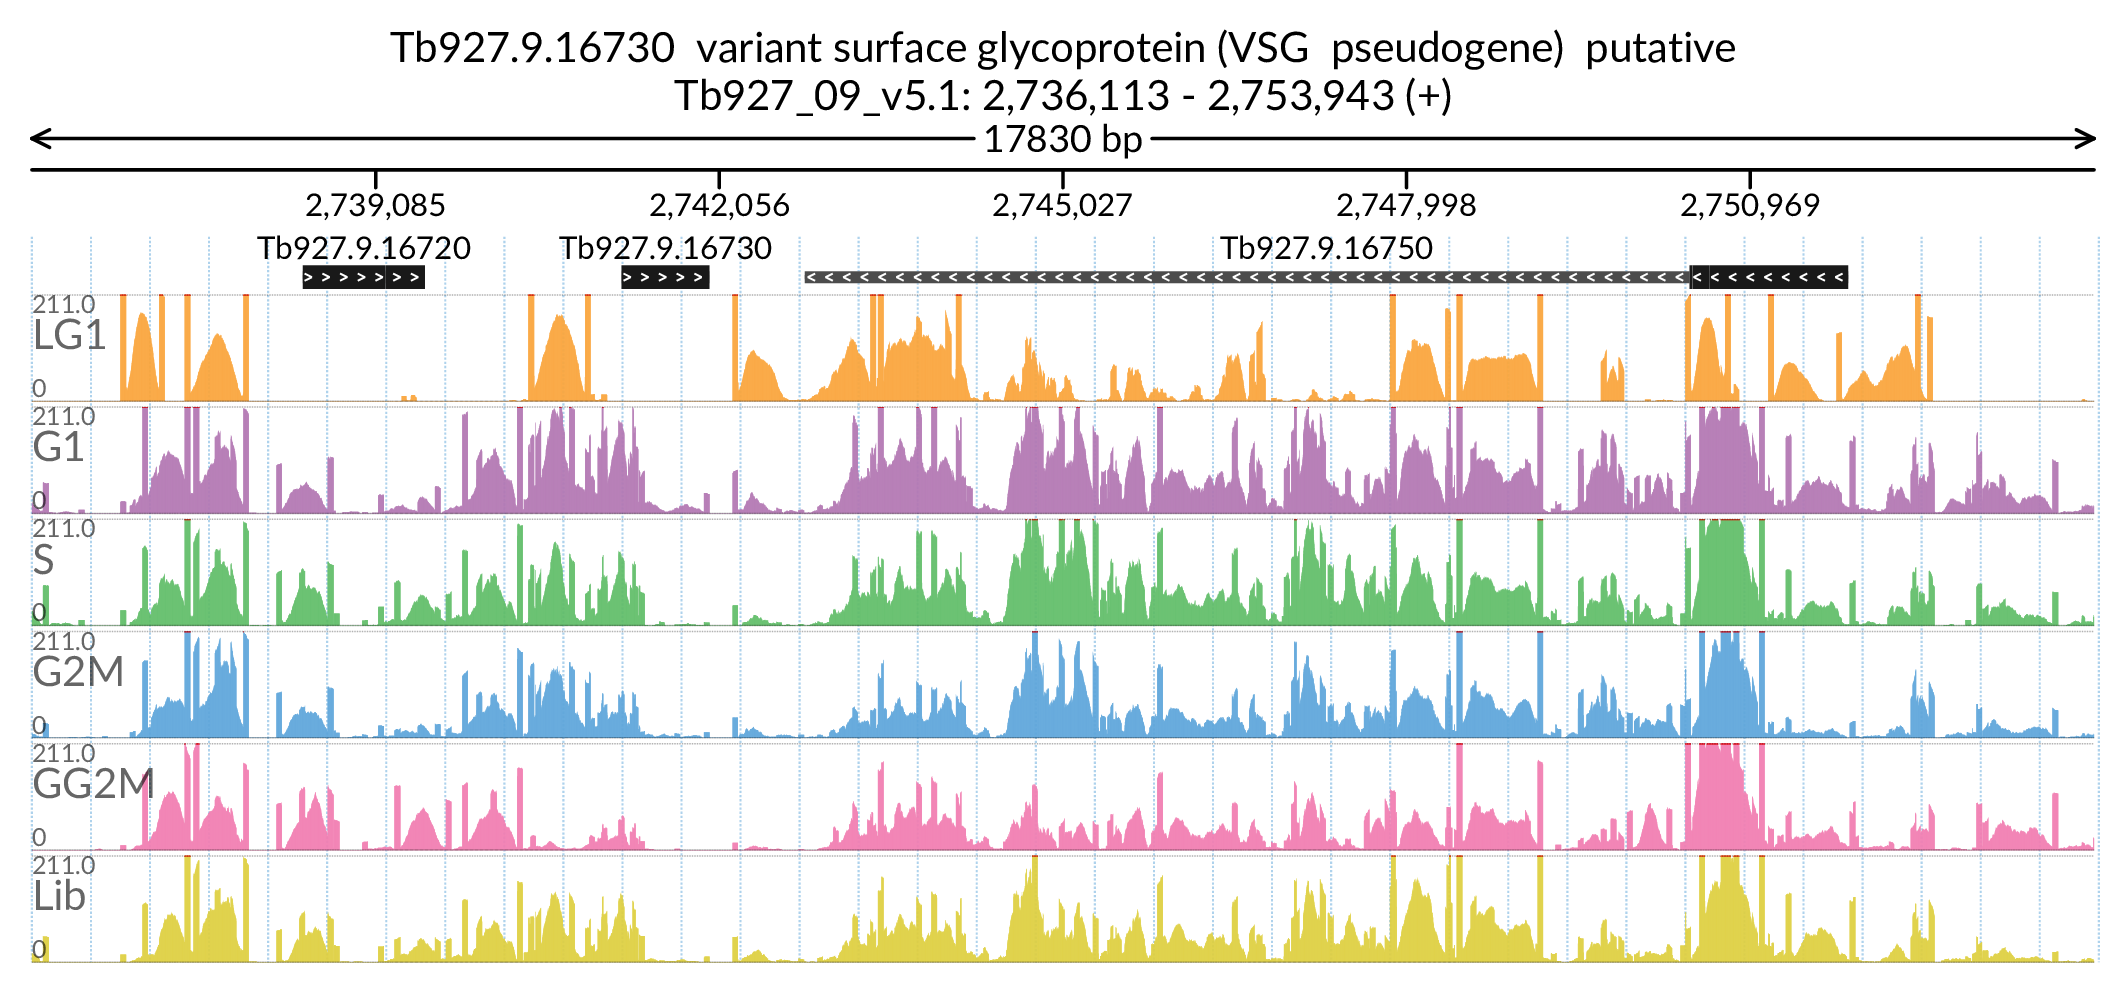 Tb927.9.16730 variant surface glycoprotein (VSG pseudogene) putative
Tb927_09_v5.1: 2,736,113 - 2,753,943 (+)
17830 bp
2,739,085 2,742,056 2,745,027 2,747,998 2,750,969
Tb927.9.16720 Tb927.9.16730 Tb927.9.16750
211.0
LG1
0
211.0
G1
0
211.0
S
0
211.0
G2M
0
211.0
GG2M
0
211.0
Lib
0